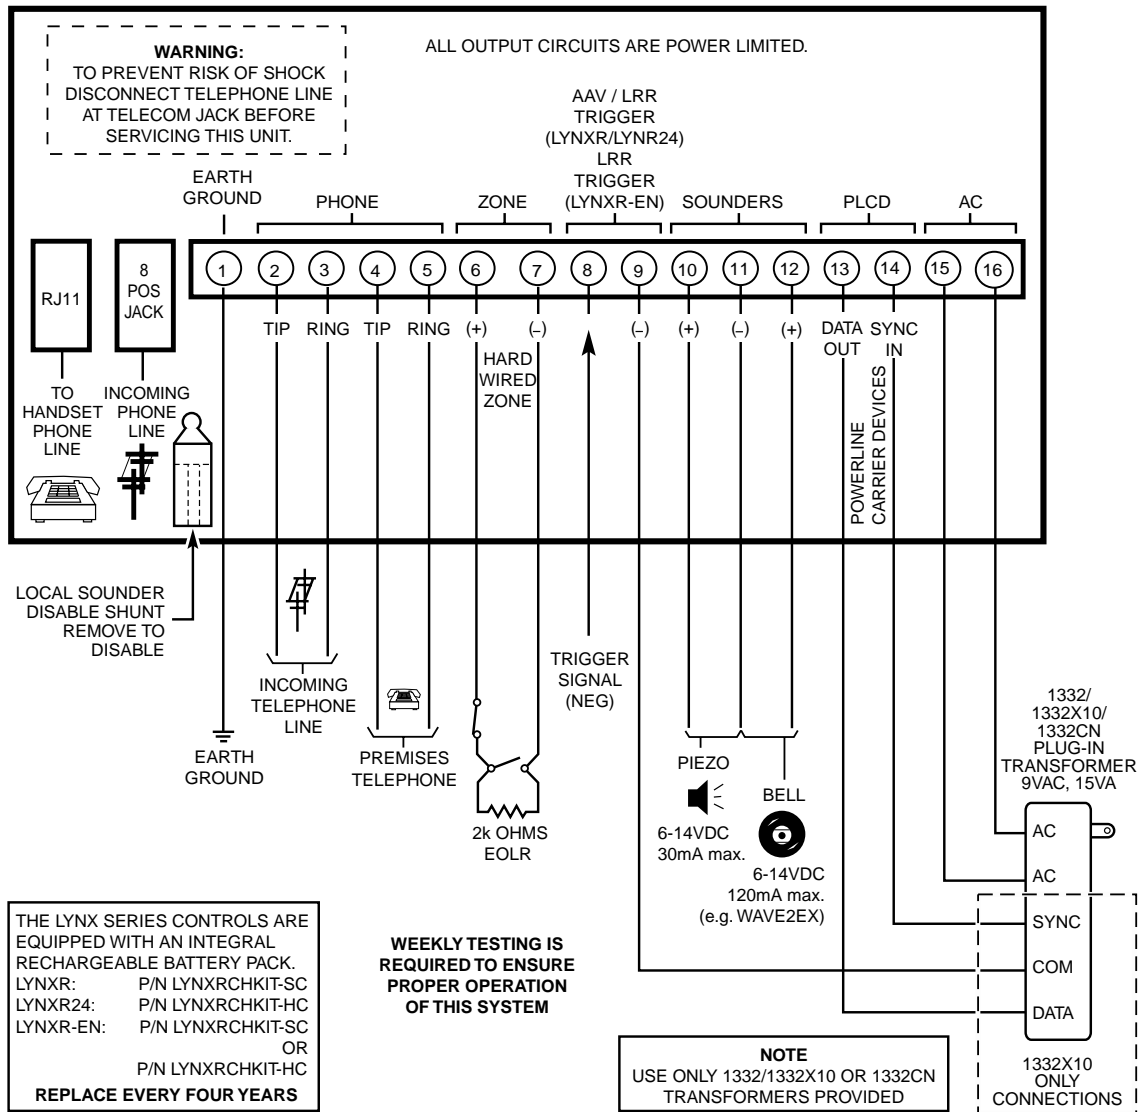 WARNING:
TO PREVENT RISK OF SHOCK
DISCONNECT TELEPHONE LINE
AT TELECOM JACK BEFORE
SERVICING THIS UNIT.
ALL OUTPUT CIRCUITS ARE POWER LIMITED.
EARTH
GROUND
PHONE
ZONE
AAV / LRR
TRIGGER
(LYNXR/LYNR24)
LRR
TRIGGER
(LYNXR-EN)
SOUNDERS
PLCD
AC
RJ11
8
POS
JACK
1 2 3 4 5 6 7 8 9 10 11 12 13 14 15 16
TIP RING TIP RING (+) (–) (–) (+) (–) (+)
DATA
OUT
SYNC
IN
HARD
WIRED
ZONE
POWERLINE
CARRIER DEVICES
TO
HANDSET
PHONE
LINE
INCOMING
PHONE
LINE
LOCAL SOUNDER
DISABLE SHUNT
REMOVE TO
DISABLE
EARTH
GROUND
INCOMING
TELEPHONE
LINE
PREMISES
TELEPHONE
2k OHMS
EOLR
TRIGGER
SIGNAL
(NEG)
PIEZO
6-14VDC
30mA max.
BELL
6-14VDC
120mA max.
(e.g. WAVE2EX)
1332/
1332X10/
1332CN
PLUG-IN
TRANSFORMER
9VAC, 15VA
AC
AC
SYNC
COM
DATA
1332X10
ONLY
CONNECTIONS
THE LYNX SERIES CONTROLS ARE
EQUIPPED WITH AN INTEGRAL
RECHARGEABLE BATTERY PACK.
LYNXR: P/N LYNXRCHKIT-SC
LYNXR24: P/N LYNXRCHKIT-HC
LYNXR-EN: P/N LYNXRCHKIT-SC
OR
P/N LYNXRCHKIT-HC
REPLACE EVERY FOUR YEARS
WEEKLY TESTING IS
REQUIRED TO ENSURE
PROPER OPERATION
OF THIS SYSTEM
NOTE
USE ONLY 1332/1332X10 OR 1332CN
TRANSFORMERS PROVIDED